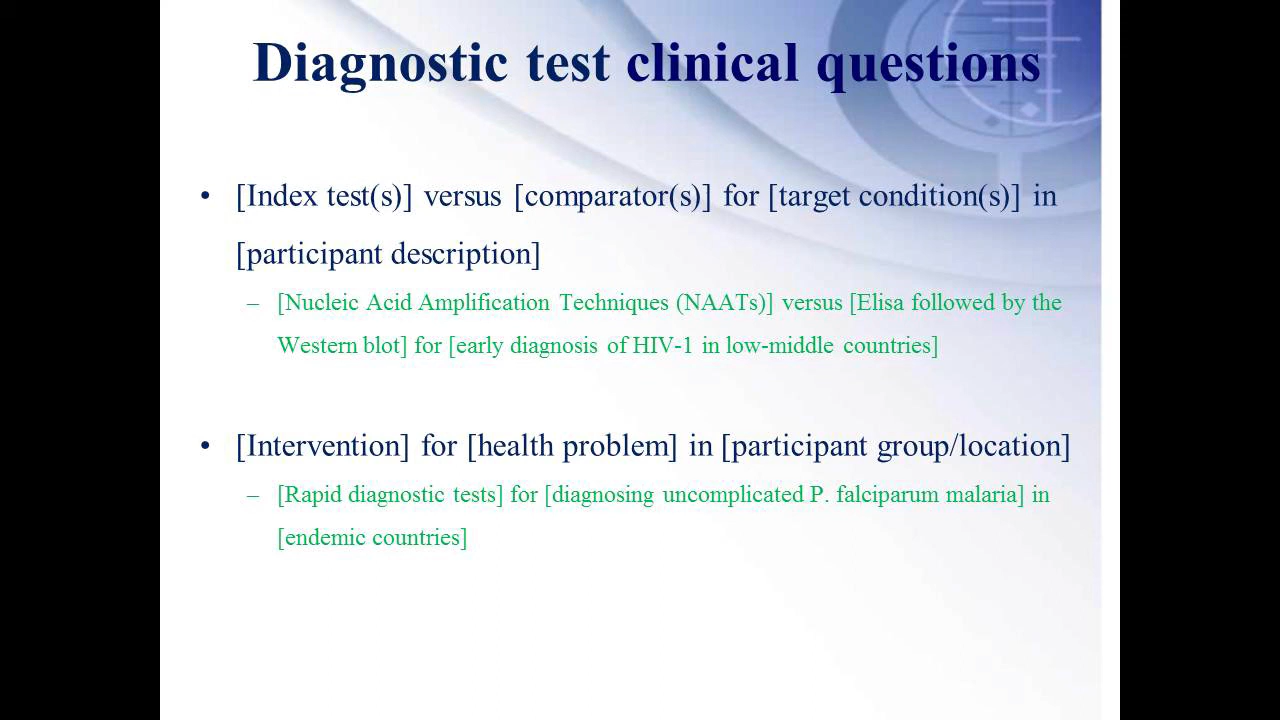 Diagnostic test clinical questions
• [Index test(s)] versus [comparator(s)] for [target condition(s)] in
[participant description]
– [Nucleic Acid Amplification Techniques (NAATs)] versus [Elisa followed by the
Western blot] for [early diagnosis of HIV-1 in low-middle countries]
• [Intervention] for [health problem] in [participant group/location]
– [Rapid diagnostic tests] for [diagnosing uncomplicated P. falciparum malaria] in
[endemic countries]